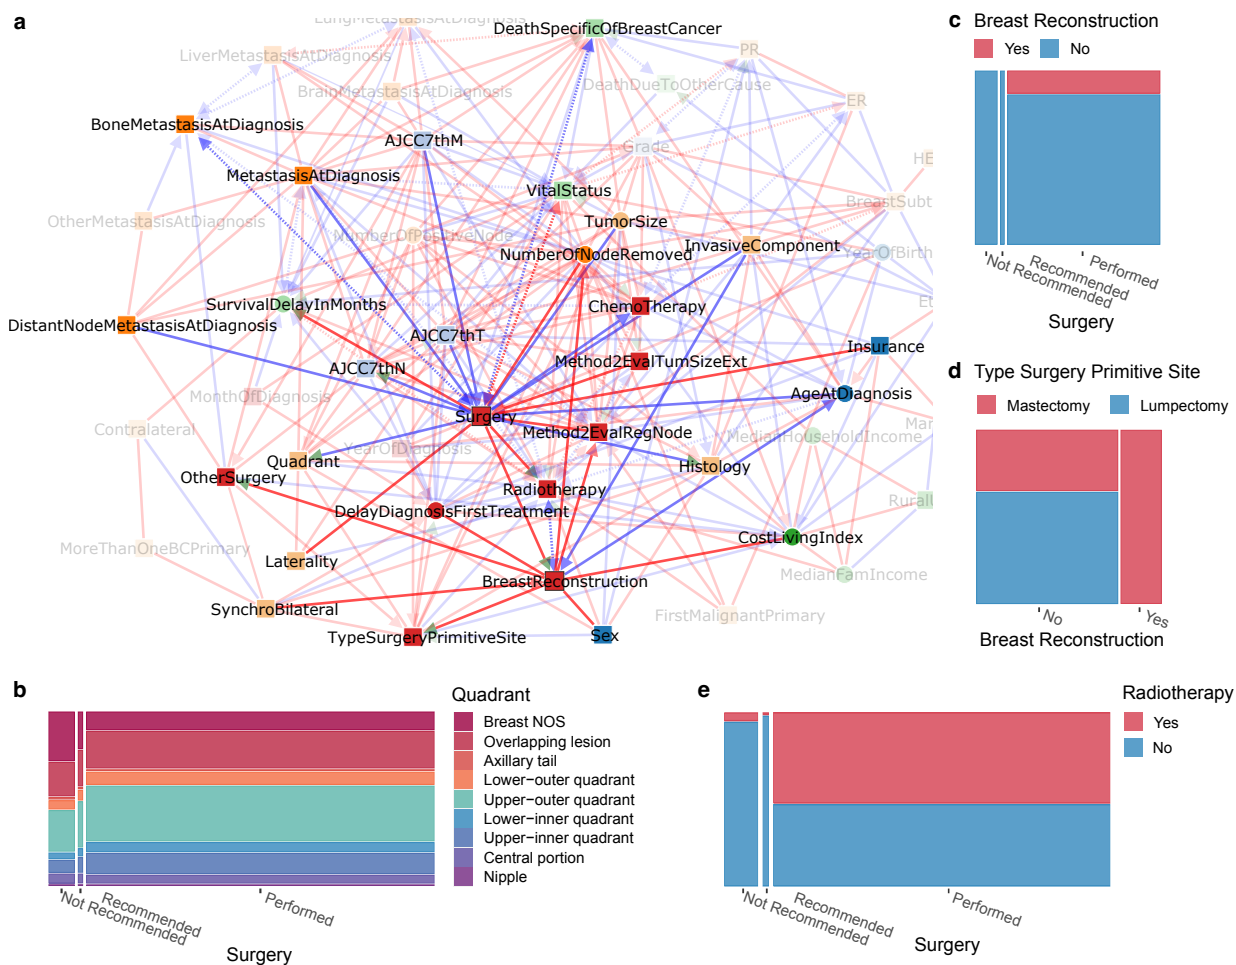 a
LungMetastasisAtDiagnosis
DeathSpecificOfBreastCancer
LiverMetastasisAtDiagnosis
PR
BrainMetastasisAtDiagnosis
DeathDueToOtherCause
ER
BoneMetastasisAtDiagnosis
AJCC7thM
Grade
HE
MetastasisAtDiagnosis
VitalStatus
BreastSubt
OtherMetastasisAtDiagnosis
TumorSize
NumberOfPositiveNode
InvasiveComponent
NumberOfNodeRemoved
YearOfBirth
SurvivalDelayInMonths
ChemoTherapy
Et
DistantNodeMetastasisAtDiagnosis
AJCC7thT
Insurance
AJCC7thN
Method2EvalTumSizeExt
MonthOfDiagnosis
AgeAtDiagnosis
Surgery
Contralateral
Method2EvalRegNode
MedianHouseholdIncome
Mar
YearOfDiagnosis
Quadrant
Histology
OtherSurgery
Radiotherapy
Rural
DelayDiagnosisFirstTreatment
CostLivingIndex
MoreThanOneBCPrimary
Laterality
MedianFamIncome
BreastReconstruction
SynchroBilateral
FirstMalignantPrimary
TypeSurgeryPrimitiveSite
Sex
c Breast Reconstruction
Yes No
Not Recommended
Recommended
Performed
Surgery
d Type Surgery Primitive Site
Mastectomy Lumpectomy
No
Yes
Breast Reconstruction
b
Quadrant
Breast NOS
Overlapping lesion
Axillary tail
Lower−outer quadrant
Upper−outer quadrant
Lower−inner quadrant
Upper−inner quadrant
Central portion
Nipple
Not Recommended
Recommended
Performed
Surgery
e
Radiotherapy
Yes
No
Not Recommended
Recommended
Performed
Surgery